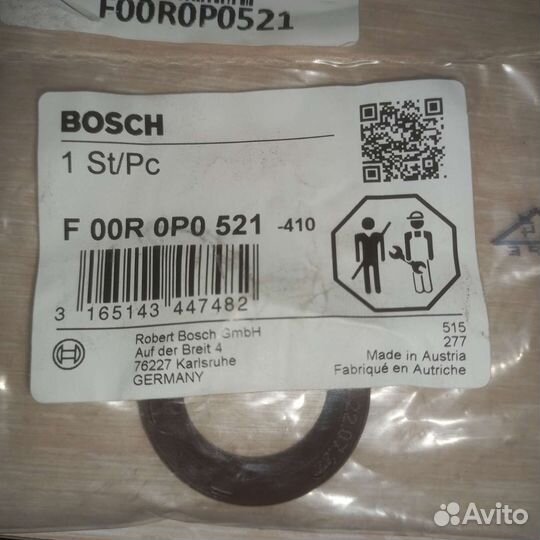 F00R0P0521
BOSCH
1 St/Pc
F 00R 0P0 521 -410
3 165143 447482
Robert Bosch GmbH
Auf der Breit 4
76227 Karlsruhe
GERMANY
515
277
Made in Austria
Fabriqué en Autriche
Avito